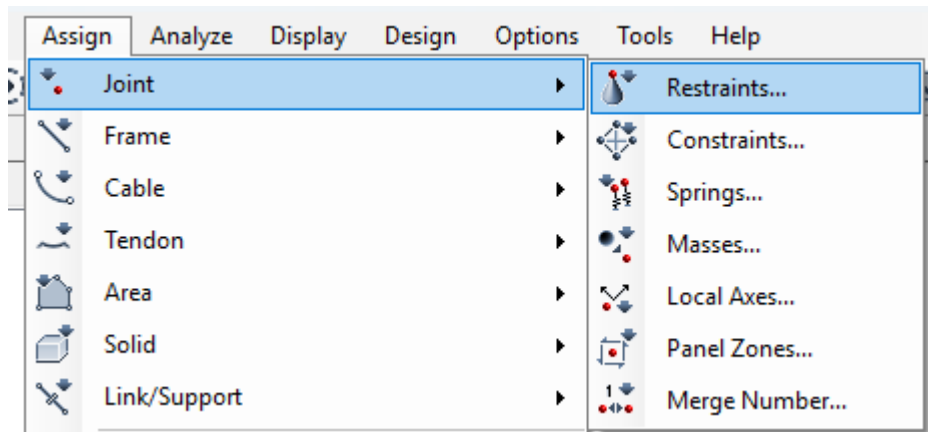 Assign Analyze Display Design Options Tools Help
Joint
Frame
Cable
Tendon
Area
Solid
Link/Support
Restraints...
Constraints...
Springs...
Masses...
Local Axes...
Panel Zones...
1
Merge Number...